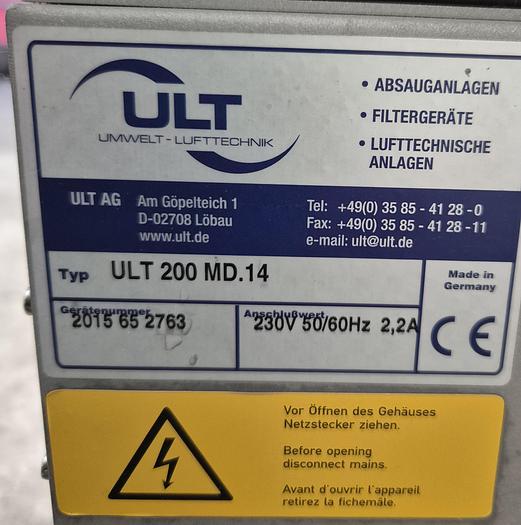 ULT
UMWELT - LUFTTECHNIK
• ABSAUGANLAGEN
• FILTERGERÄTE
• LUFTTECHNISCHE
ANLAGEN
ULT AG Am Göpelteich 1
D-02708 Löbau
www.ult.de
Tel: +49(0) 35 85 - 41 28 -0
Fax: +49(0) 35 85 - 41 28 -11
e-mail: ult@ult.de
Typ ULT 200 MD.14
Made in
Germany
Gerätenummer
2015 65 2763
Anschlußwert
230V 50/60Hz 2,2A
CE
Vor Öffnen des Gehäuses
Netzstecker ziehen.
Before opening
disconnect mains.
Avant d'ouvrir l'appareil
retirez la fichemâle.